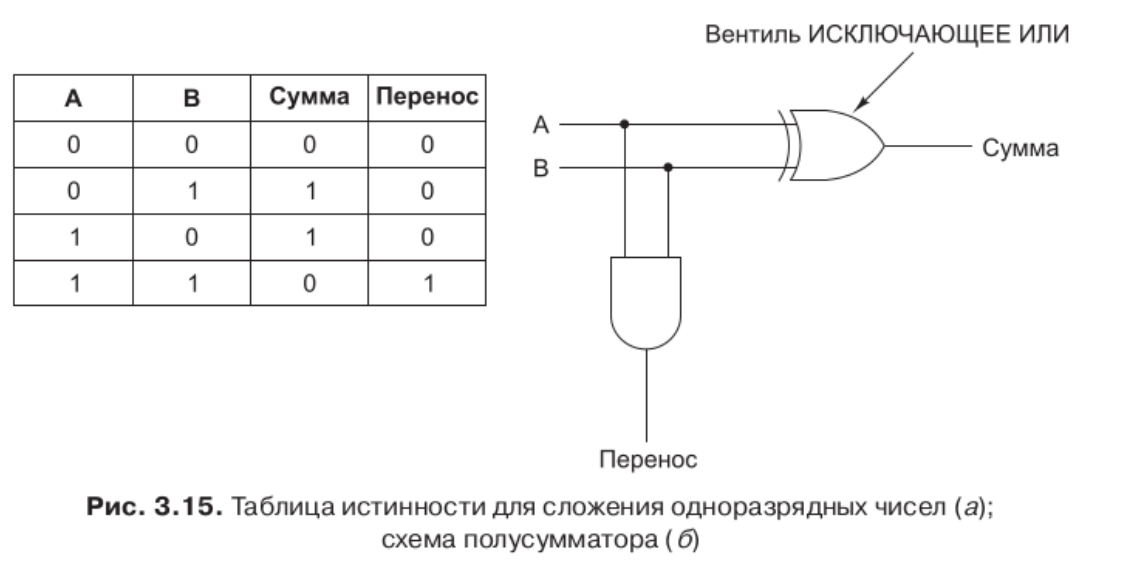 Вентиль ИСКЛЮЧАЮЩЕЕ ИЛИ
A B Сумма Перенос
0 0 0 0
0 1 1 0
1 0 1 0
1 1 0 1
A
B
Сумма
Перенос
Рис. 3.15. Таблица истинности для сложения одноразрядных чисел (а);
схема полусумматора (б)